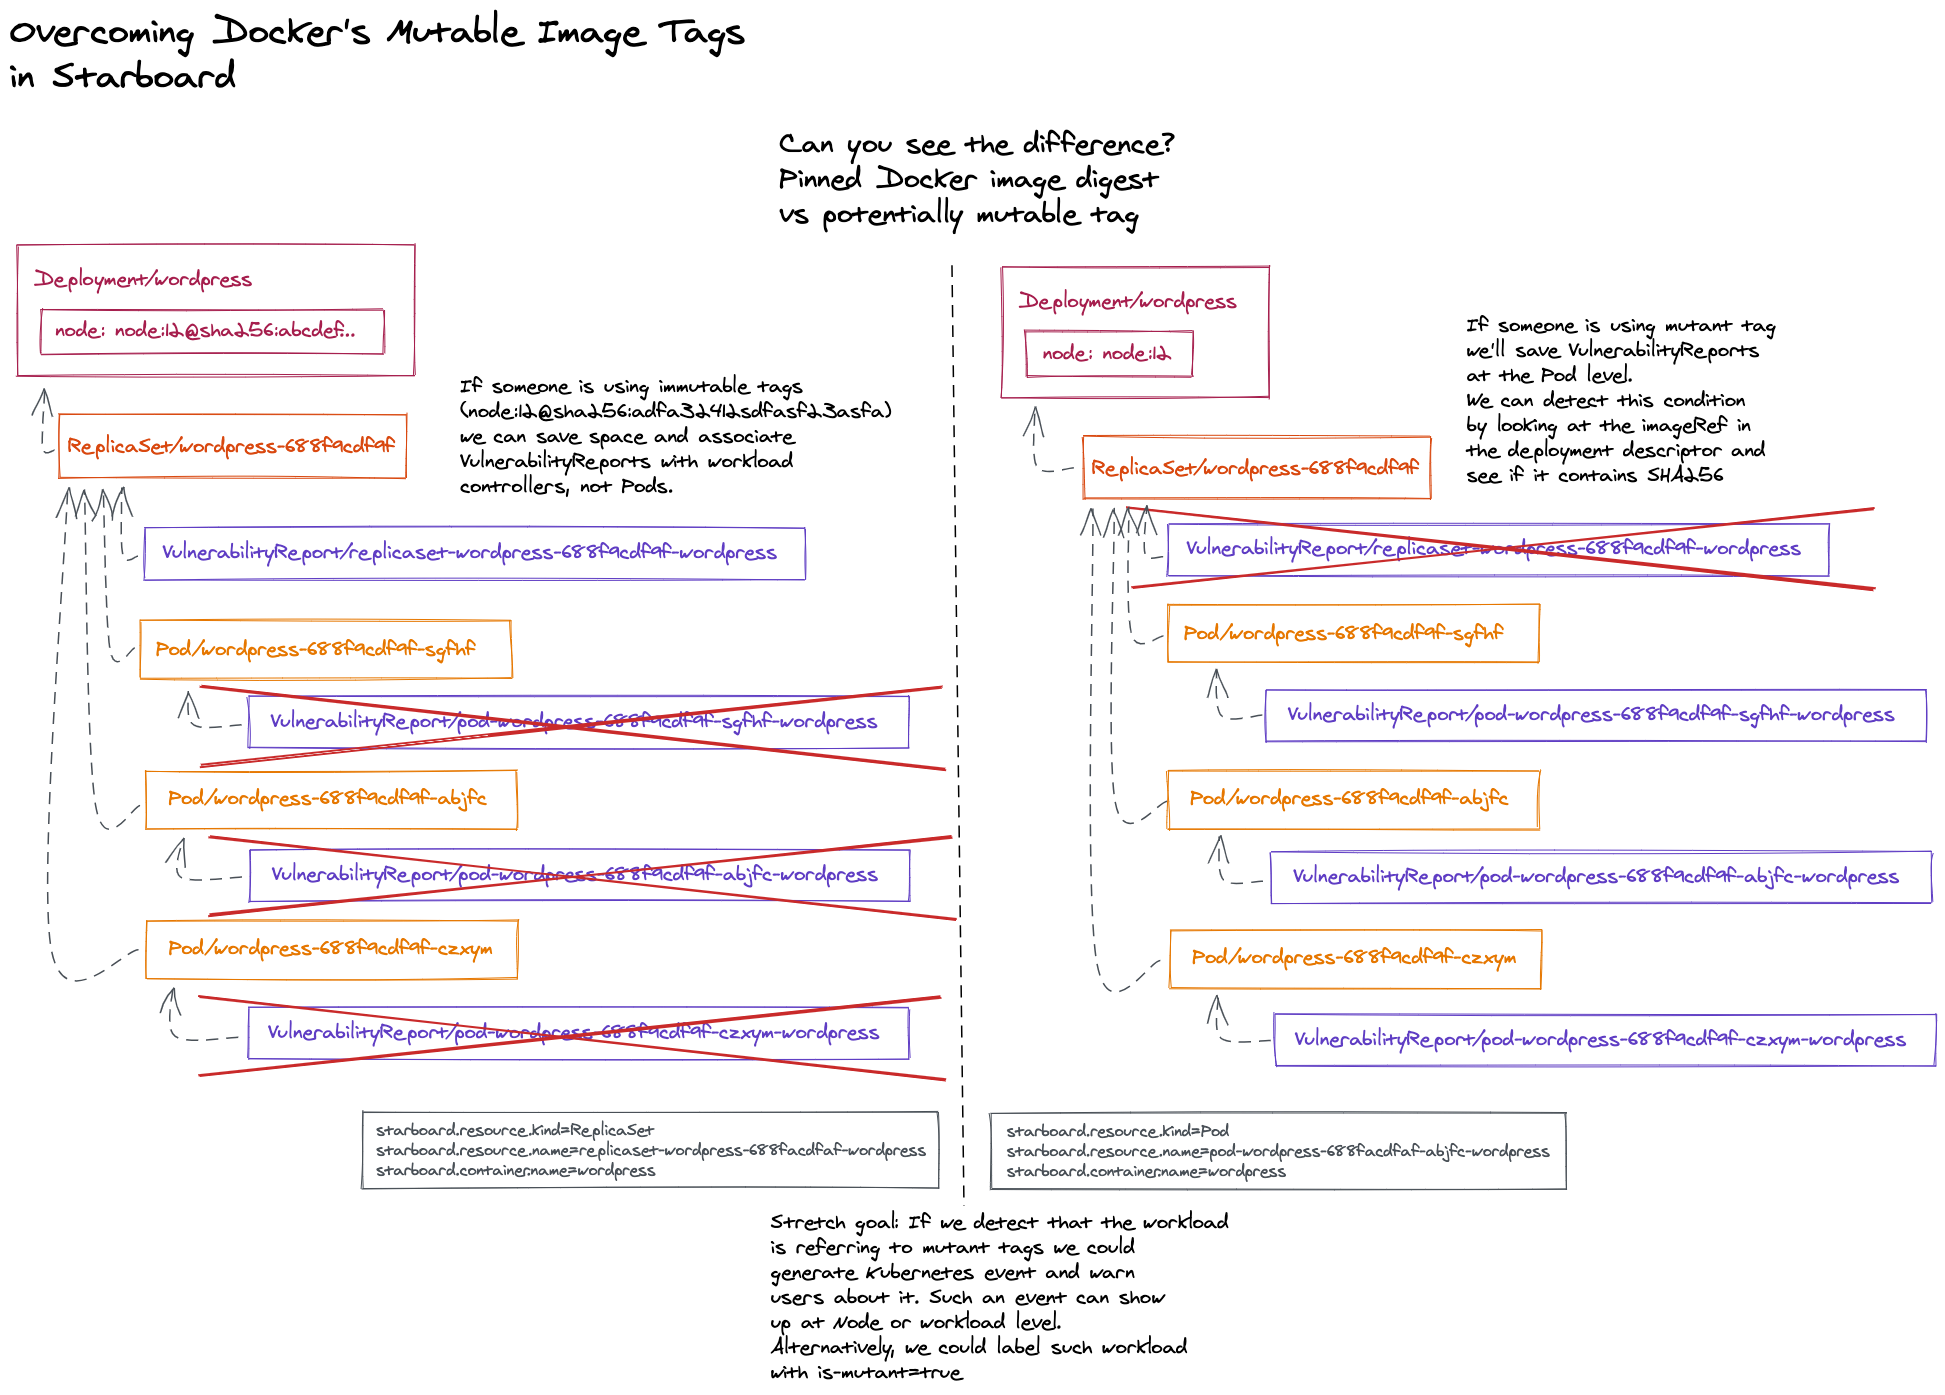 Overcoming Docker's Mutable Image Tags
in Starboard
Can you see the difference?
Pinned Docker image digest
vs potentially mutable tag
Deployment/wordpress
node: node:12@sha256:abcdef...
ReplicaSet/wordpress-688f9cdf9f
If someone is using immutable tags
(node:12@sha256:adfa32412sdfasf23asfa)
we can save space and associate
VulnerabilityReports with workload
controllers, not Pods.
VulnerabilityReport/replicaset-wordpress-688f9cdf9f-wordpress
Pod/wordpress-688f9cdf9f-sgfhf
VulnerabilityReport/pod-wordpress-688f9cdf9f-sgfhf-wordpress
Pod/wordpress-688f9cdf9f-abjfc
VulnerabilityReport/pod-wordpress-688f9cdf9f-abjfc-wordpress
Pod/wordpress-688f9cdf9f-czxym
VulnerabilityReport/pod-wordpress-688f9cdf9f-czxym-wordpress
starboard.resource.kind=ReplicaSet
starboard.resource.name=replicaset-wordpress-688facdfaf-wordpress
starboard.container.name=wordpress
Deployment/wordpress
node: node:12
If someone is using mutant tag
we'll save VulnerabilityReports
at the Pod level.
We can detect this condition
by looking at the imageRef in
the deployment descriptor and
see if it contains SHA256
ReplicaSet/wordpress-688f9cdf9f
VulnerabilityReport/replicaset-wordpress-688f9cdf9f-wordpress
Pod/wordpress-688f9cdf9f-sgfhf
VulnerabilityReport/pod-wordpress-688f9cdf9f-sgfhf-wordpress
Pod/wordpress-688f9cdf9f-abjfc
VulnerabilityReport/pod-wordpress-688f9cdf9f-abjfc-wordpress
Pod/wordpress-688f9cdf9f-czxym
VulnerabilityReport/pod-wordpress-688f9cdf9f-czxym-wordpress
starboard.resource.kind=Pod
starboard.resource.name=pod-wordpress-688facdfaf-abjfc-wordpress
starboard.container.name=wordpress
Stretch goal: If we detect that the workload
is referring to mutant tags we could
generate Kubernetes event and warn
users about it. Such an event can show
up at Node or workload level.
Alternatively, we could label such workload
with is-mutant=true